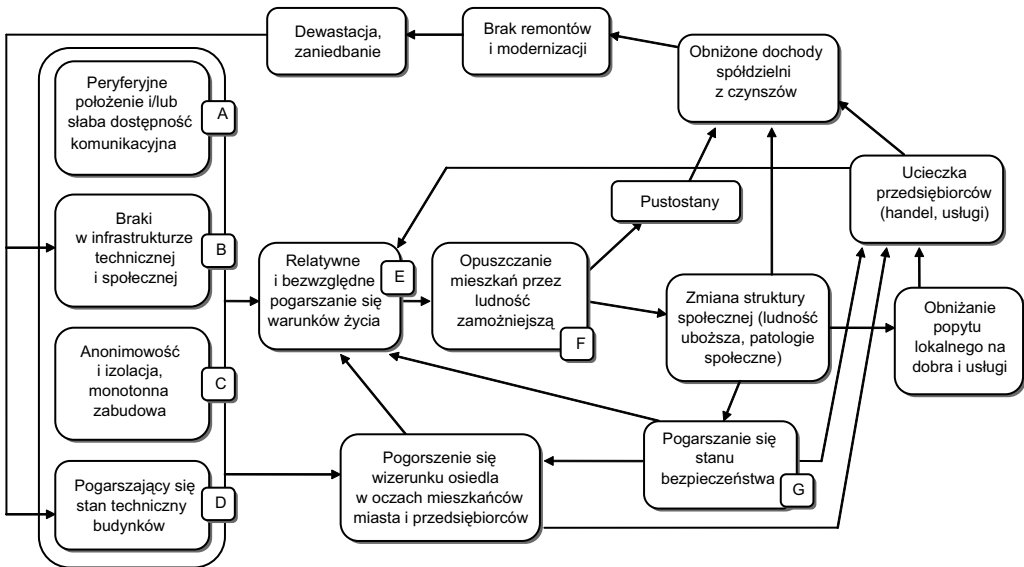 Dewastacja,
zaniedbanie
Brak remontów
i modernizacji
Obniżone dochody
spółdzielni
z czynszów
Peryferyjne
położenie i/lub
słaba dostępność
komunikacyjna
A
Braki
w infrastrukturze
technicznej
i społecznej
B
Anonimowość
i izolacja,
monotonna
zabudowa
C
Pogarszający się
stan techniczny
budynków
D
Relatywne
i bezwzględne
pogarszanie się
warunków życia
E
Opuszczanie
mieszkań przez
ludność
zamożniejszą
F
Pustostany
Ucieczka
przedsiębiorców
(handel, usługi)
Zmiana struktury
społecznej (ludność
uboższa, patologie
społeczne)
Obniżanie
popytu
lokalnego na
dobra i usługi
Pogorszenie się
wizerunku osiedla
w oczach mieszkańców
miasta i przedsiębiorców
Pogarszanie się
stanu
bezpieczeństwa
G